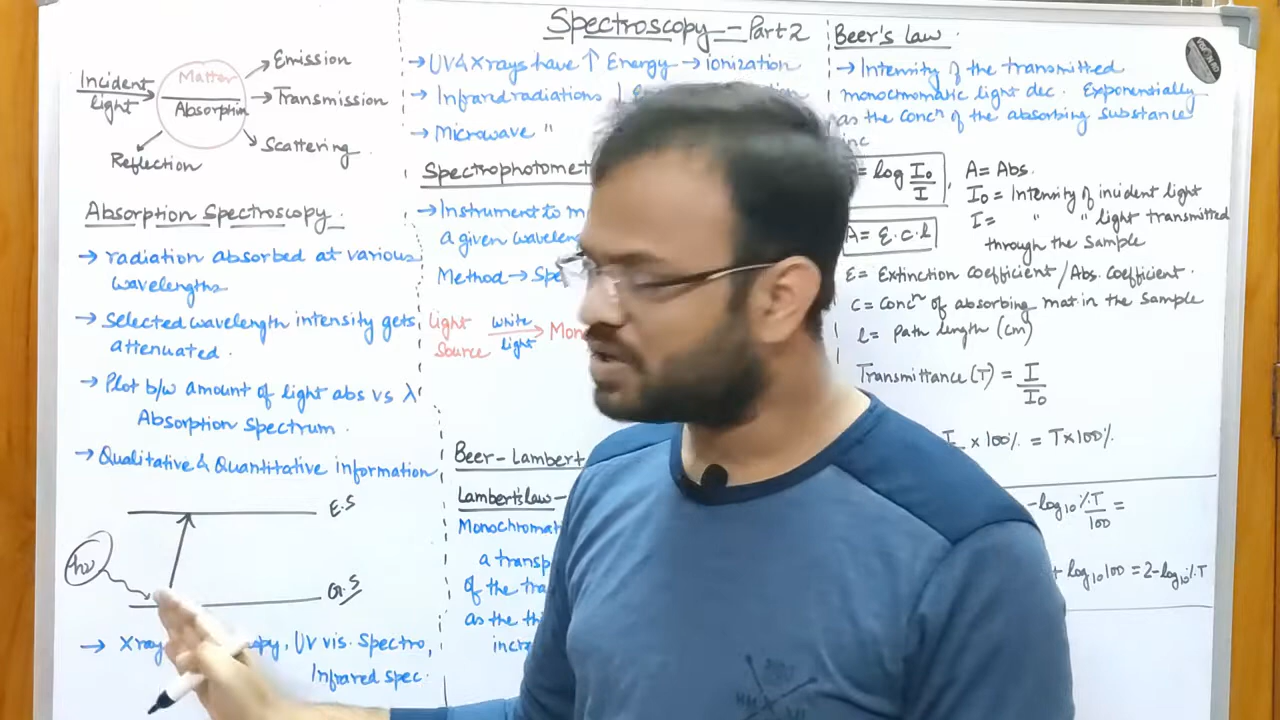 Spectroscopy - Part 2
Incident light
Matter
Absorption
Emission
Transmission
Scattering
Reflection
Absorption Spectroscopy.
→ radiation absorbed at various
wavelengths
→ Selected wavelength intensity gets
attenuated.
→ Plot b/w amount of light abs vs λ
Absorption Spectrum.
→ Qualitative & Quantitative information
E.S
hν
G.S
→ Xray , UV vis. Spectro,
Infrared spec.
→ UV & X rays have ↑ Energy → ionization
→ Infrared radiations ↓
→ Microwave "
Spectrophotomet
→ Instrument to m
a given wavelen
Method → Spe
Light Source white light → Mon
Beer-Lambert
Lambert's law -
Monochromat
a transp
of the tra
as the thi
incre
Beer's law.
→ Intensity of the transmitted
monochromatic light dec. Exponentially
as the concⁿ of the absorbing substance
inc
= log I₀/I , A = Abs.
I₀ = Intensity of incident light
I = " " light transmitted
through the sample
A = ε.c.l
ε = Extinction coefficient/Abs. coefficient.
c = concⁿ of absorbing mat in the sample
l = path length (cm)
Transmittance (T) = I/I₀
x 100% = T x 100%
-log₁₀ %T/100 =
+ log₁₀100 = 2-log₁₀%T